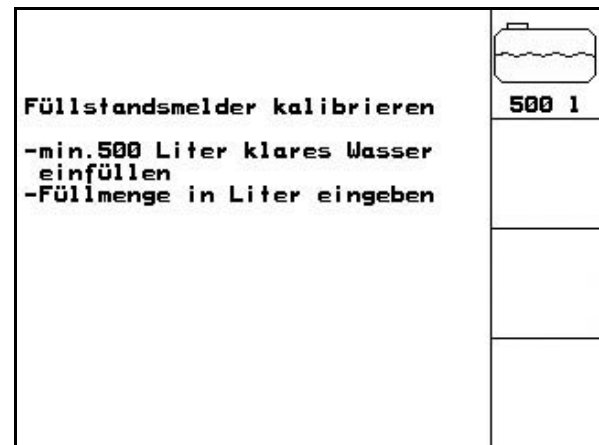 Füllstandsmelder kalibrieren
-min.500 Liter klares Wasser
einfüllen
-Füllmenge in Liter eingeben
500 l